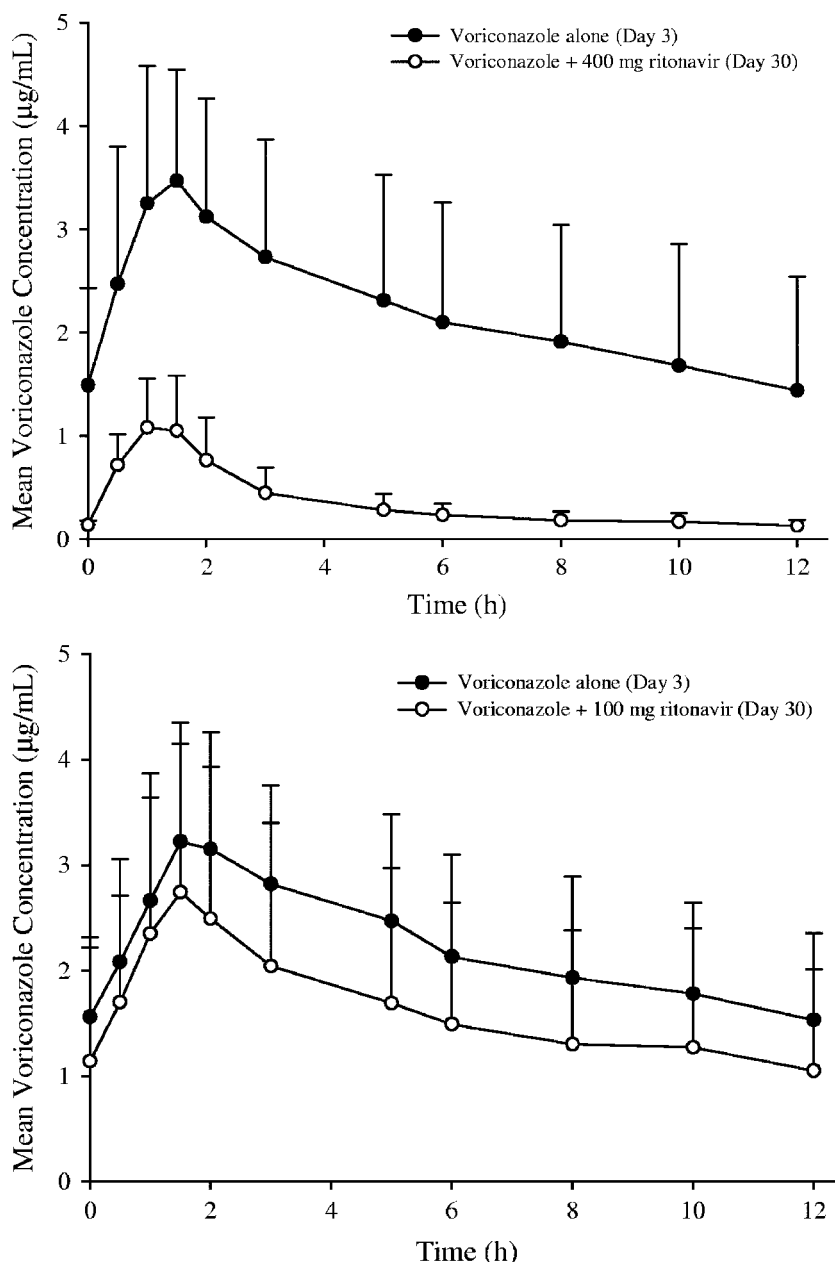 Voriconazole alone (Day 3)
Voriconazole + 400 mg ritonavir (Day 30)
Mean Voriconazole Concentration (µg/mL)
5
4
3
2
1
0
0 2 4 6 8 10 12
Time (h)
Voriconazole alone (Day 3)
Voriconazole + 100 mg ritonavir (Day 30)
Mean Voriconazole Concentration (µg/mL)
5
4
3
2
1
0
0 2 4 6 8 10 12
Time (h)